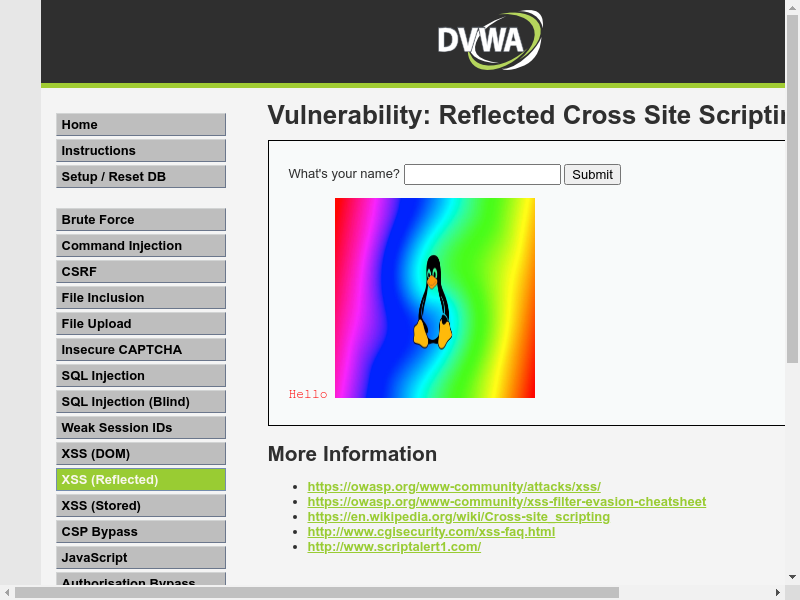 DVWA
Vulnerability: Reflected Cross Site
Home
Instructions
Setup / Reset DB
Brute Force
Command Injection
CSRF
File Inclusion
File Upload
Insecure CAPTCHA
SQL Injection
SQL Injection (Blind)
Weak Session IDs
XSS (DOM)
XSS (Reflected)
XSS (Stored)
CSP Bypass
JavaScript
Authorisation Bypass
What's your name?
Submit
Hello
More Information
https://owasp.org/www-community/attacks/xss/
https://owasp.org/www-community/xss-filter-evasion-cheatsheet
https://en.wikipedia.org/wiki/Cross-site_scripting
http://www.cgisecurity.com/xss-faq.html
http://www.scriptalert1.com/